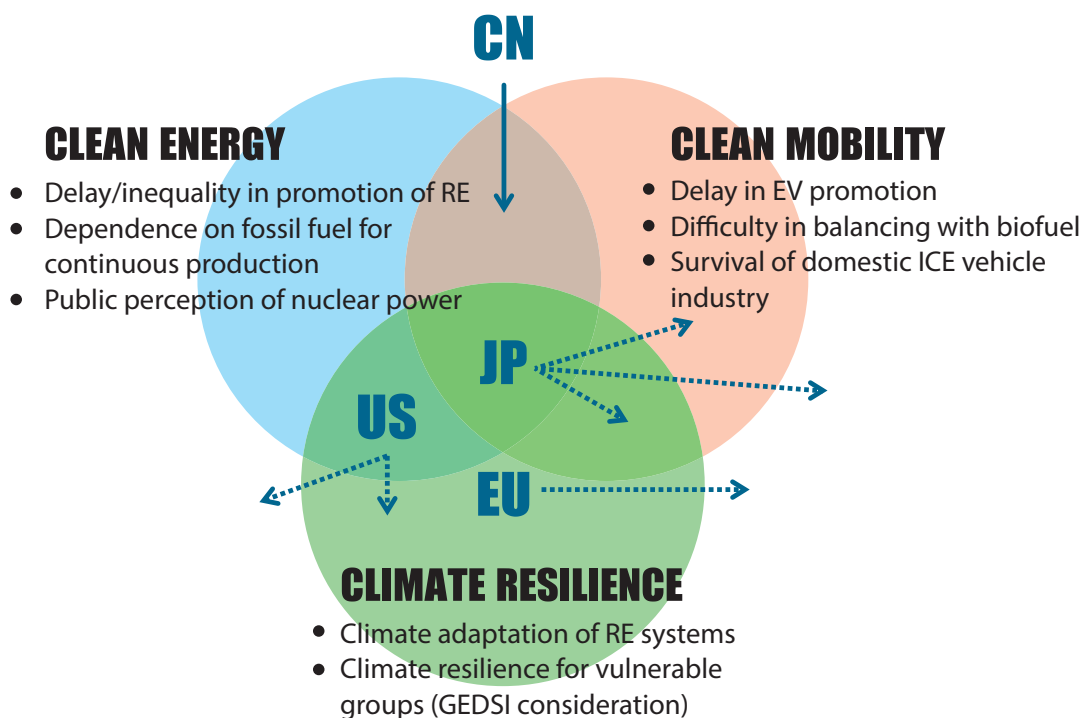 CN
CLEAN ENERGY
• Delay/inequality in promotion of RE
• Dependence on fossil fuel for
continuous production
• Public perception of nuclear power
CLEAN MOBILITY
• Delay in EV promotion
• Difficulty in balancing with biofuel
• Survival of domestic ICE vehicle
industry
JP
US
EU
CLIMATE RESILIENCE
• Climate adaptation of RE systems
• Climate resilience for vulnerable
groups (GEDSI consideration)